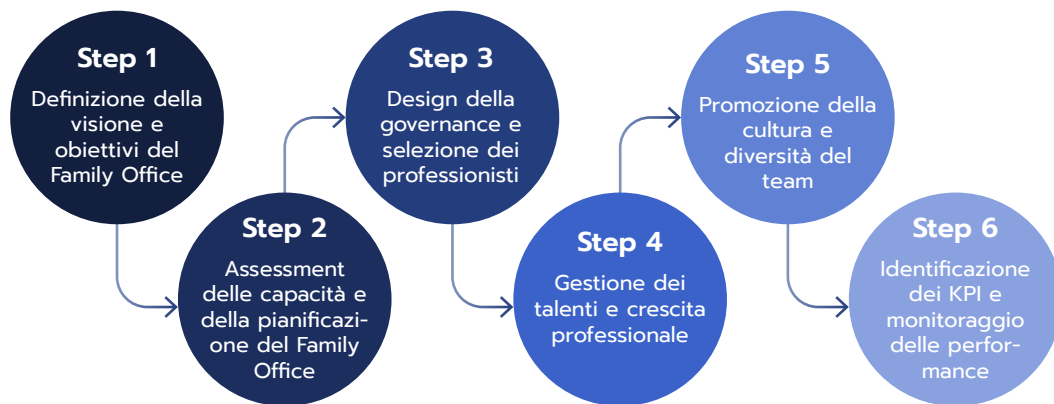 Step 1
Definizione della
visione e
obiettivi del
Family Office
Step 2
Assessment
delle capacità e
della pianificazi-
one del Family
Office
Step 3
Design della
governance e
selezione dei
professionisti
Step 4
Gestione dei
talenti e crescita
professionale
Step 5
Promozione della
cultura e
diversità del
team
Step 6
Identificazione
dei KPI e
monitoraggio
delle perfor-
mance